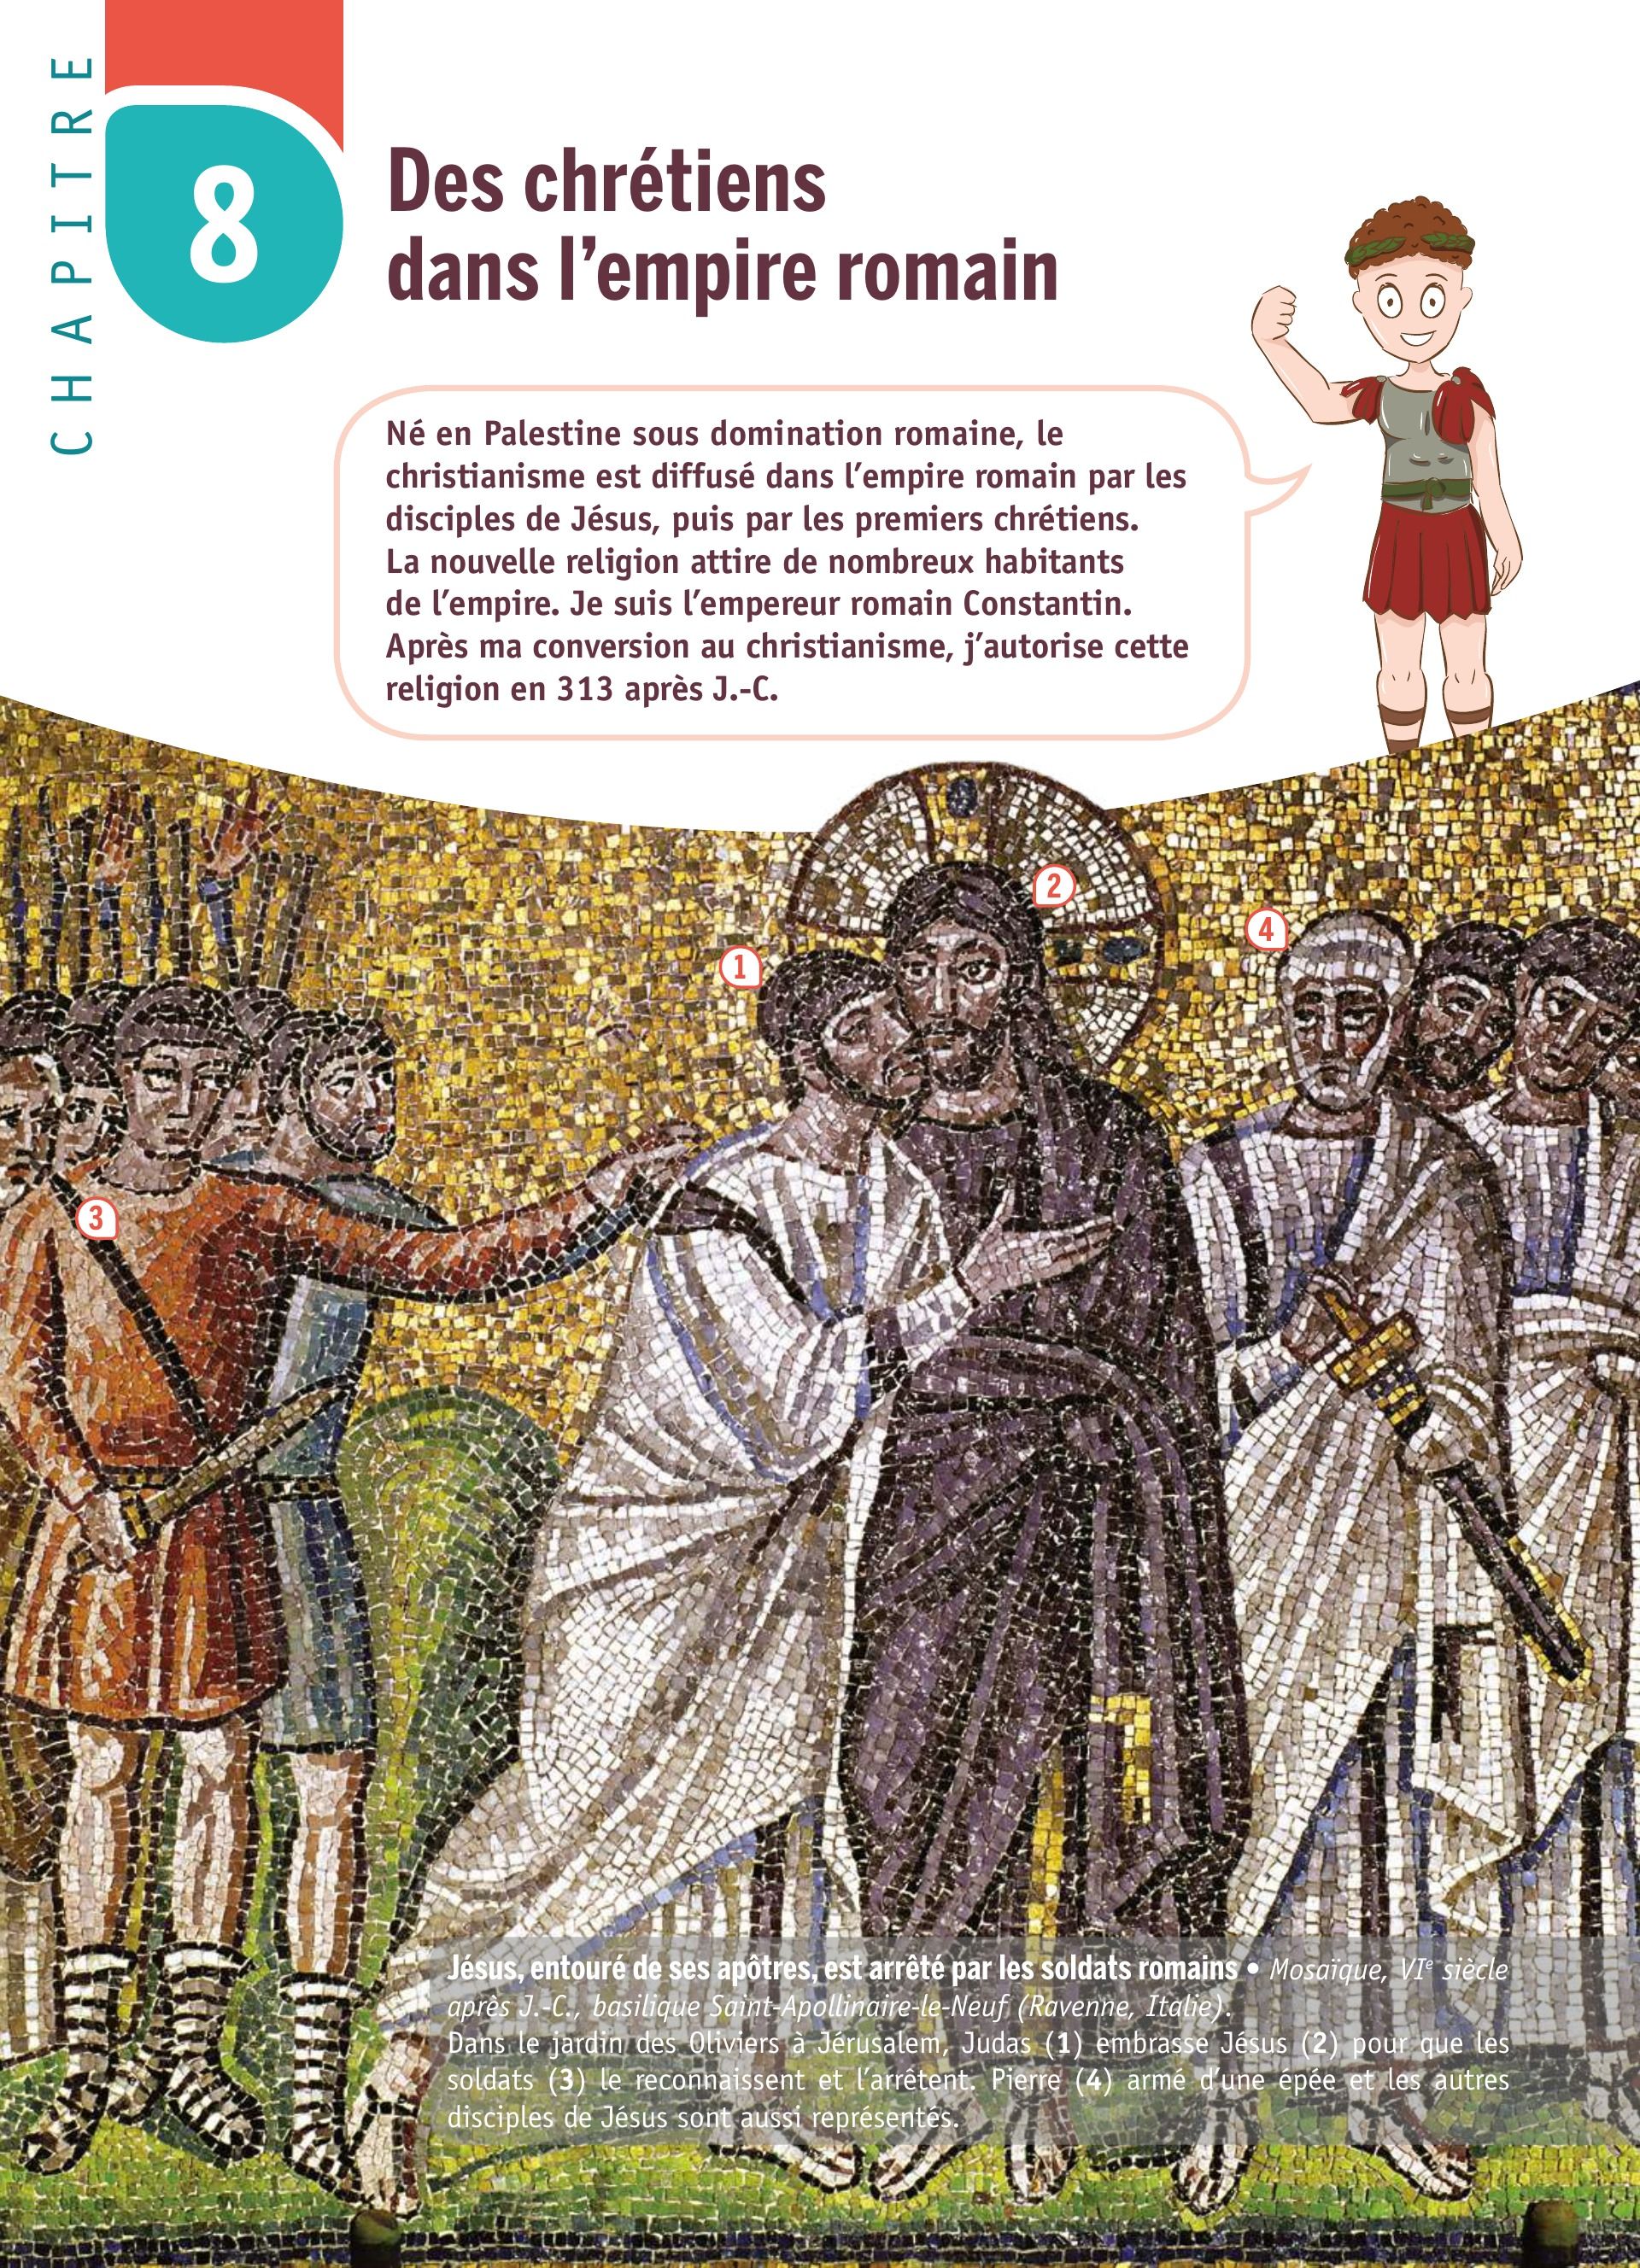 CHAPITRE
8
Des chrétiens
dans l'empire romain
Né en Palestine sous domination romaine, le
christianisme est diffusé dans l'empire romain par les
disciples de Jésus, puis par les premiers chrétiens.
La nouvelle religion attire de nombreux habitants
de l'empire. Je suis l'empereur romain Constantin.
Après ma conversion au christianisme, j'autorise cette
religion en 313 après J.-C.
2
4
1
3
Jésus, entouré de ses apôtres, est arrêté par les soldats romains • Mosaïque, VIe siècle
après J.-C., basilique Saint-Apollinaire-le-Neuf (Ravenne, Italie).
Dans le jardin des Oliviers à Jérusalem, Judas (1) embrasse Jésus (2) pour que les
soldats (3) le reconnaissent et l'arrêtent. Pierre (4) armé d'une épée et les autres
disciples de Jésus sont aussi représentés.